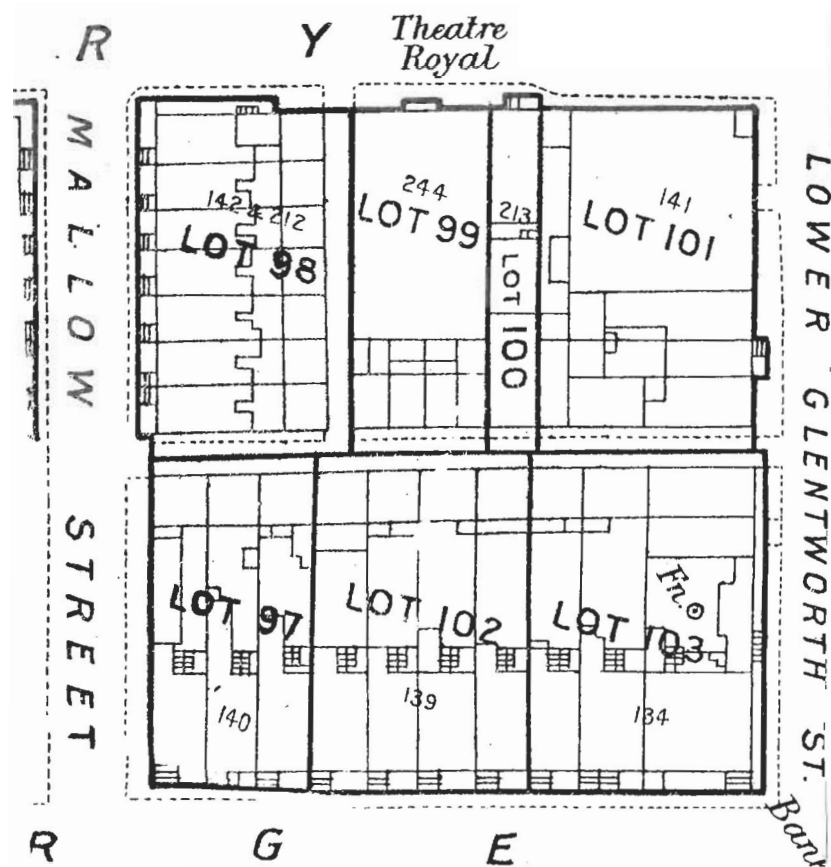 R Y
Theatre
Royal
MALLOW STREET
LOWER GLENTWORTH ST.
142 & 212
LOT 98
244
LOT 99
213
LOT 100
141
LOT 101
LOT 97
140
LOT 102
139
Fn.
LOT 103
134
R G E